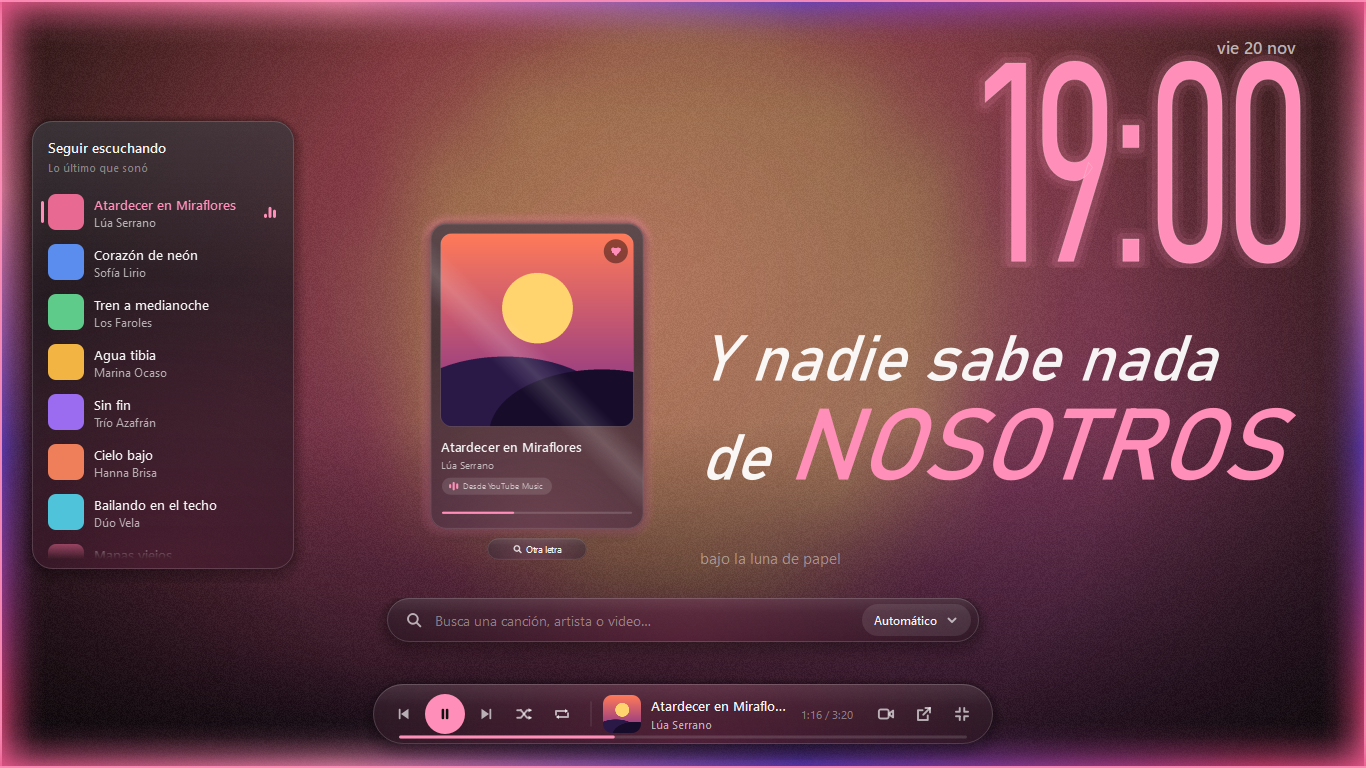 vie 20 nov
19:00
Seguir escuchando
Lo último que sonó
Atardecer en Miraflores
Lúa Serrano
Corazón de neón
Sofía Lirio
Tren a medianoche
Los Faroles
Agua tibia
Marina Ocaso
Sin fin
Trío Azafrán
Cielo bajo
Hanna Brisa
Bailando en el techo
Dúo Vela
Atardecer en Miraflores
Lúa Serrano
Desde YouTube Music
Otra letra
Y nadie sabe nada
de NOSOTROS
bajo la luna de papel
Busca una canción, artista o video...
Automático
Atardecer en Miraflo...
Lúa Serrano
1:16 / 3:20